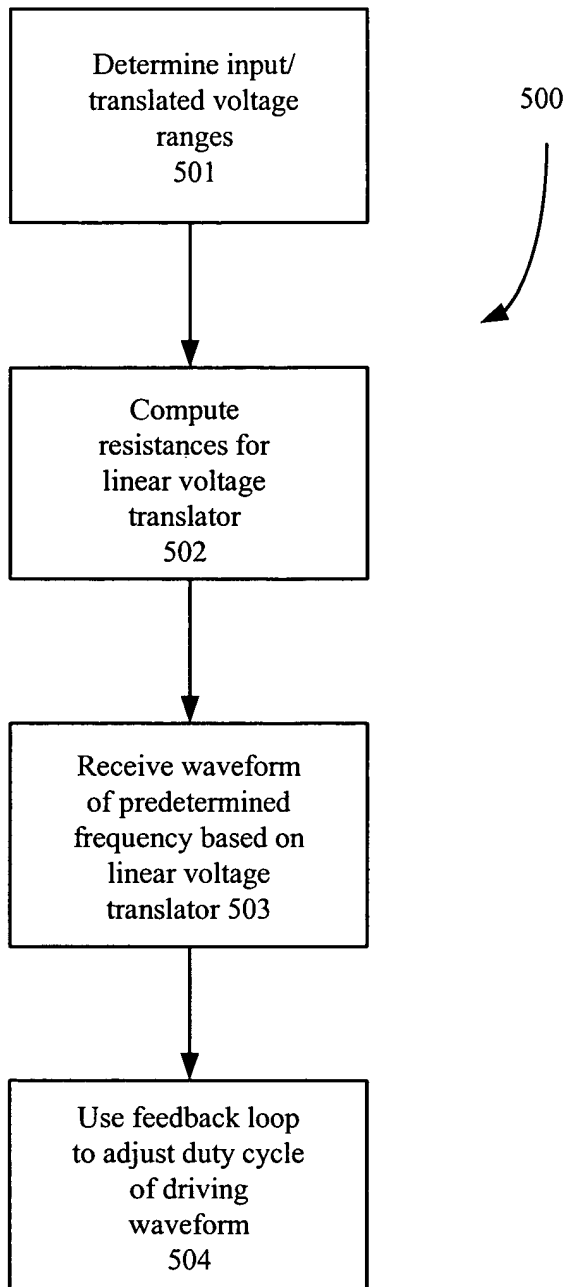 Determine input/
translated voltage
ranges
501
500
Compute
resistances for
linear voltage
translator
502
Receive waveform
of predetermined
frequency based on
linear voltage
translator 503
Use feedback loop
to adjust duty cycle
of driving
waveform
504